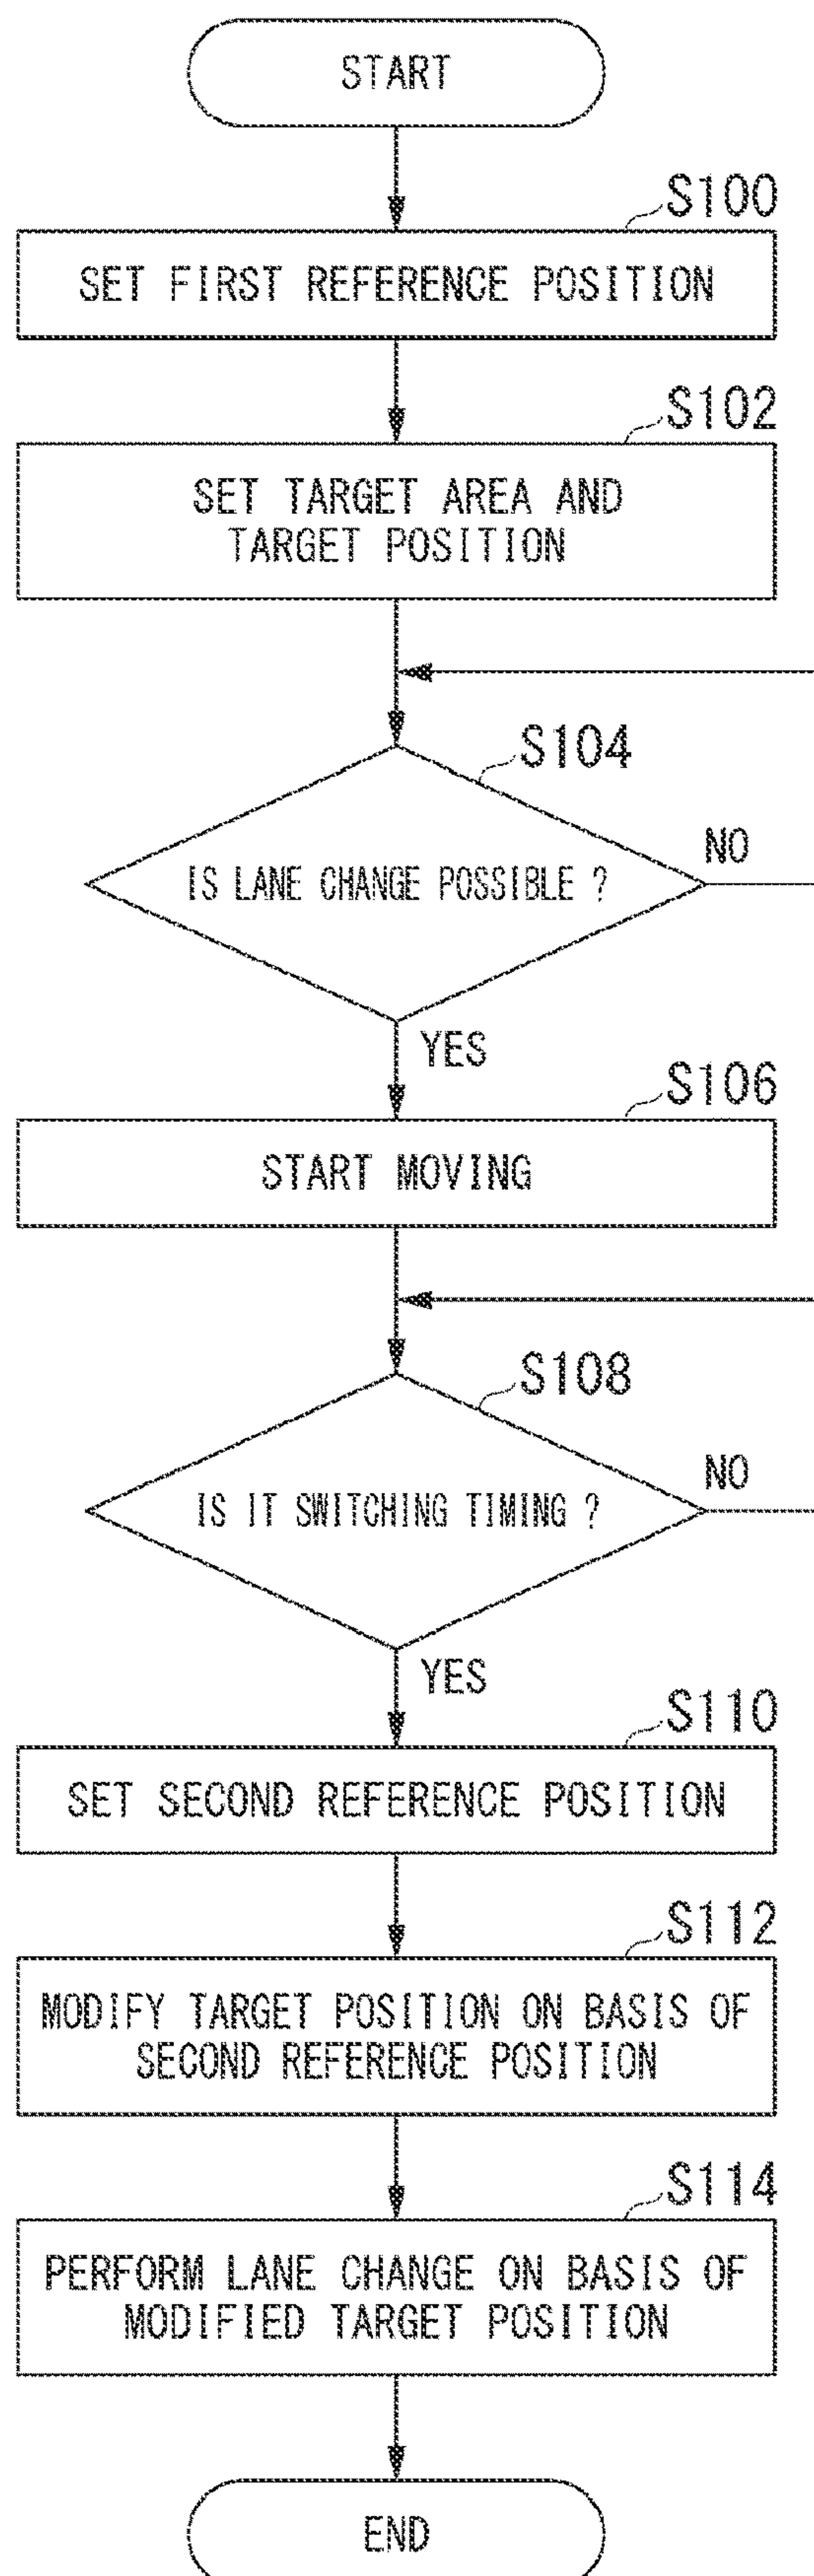 START
S100
SET FIRST REFERENCE POSITION
S102
SET TARGET AREA AND
TARGET POSITION
S104
IS LANE CHANGE POSSIBLE ?
NO
YES
S106
START MOVING
S108
IS IT SWITCHING TIMING ?
NO
YES
S110
SET SECOND REFERENCE POSITION
S112
MODIFY TARGET POSITION ON BASIS OF
SECOND REFERENCE POSITION
S114
PERFORM LANE CHANGE ON BASIS OF
MODIFIED TARGET POSITION
END